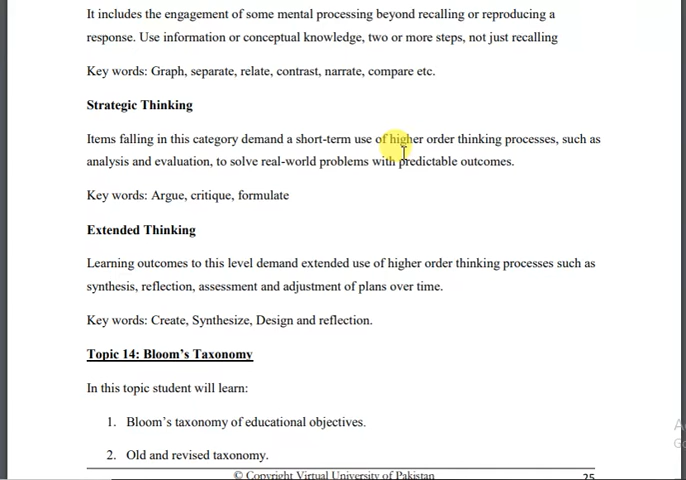 It includes the engagement of some mental processing beyond recalling or reproducing a
response. Use information or conceptual knowledge, two or more steps, not just recalling
Key words: Graph, separate, relate, contrast, narrate, compare etc.
Strategic Thinking
Items falling in this category demand a short-term use of higher order thinking processes, such as
analysis and evaluation, to solve real-world problems with predictable outcomes.
Key words: Argue, critique, formulate
Extended Thinking
Learning outcomes to this level demand extended use of higher order thinking processes such as
synthesis, reflection, assessment and adjustment of plans over time.
Key words: Create, Synthesize, Design and reflection.
Topic 14: Bloom's Taxonomy
In this topic student will learn:
1. Bloom's taxonomy of educational objectives.
2. Old and revised taxonomy.
© Copyright Virtual University of Pakistan 25